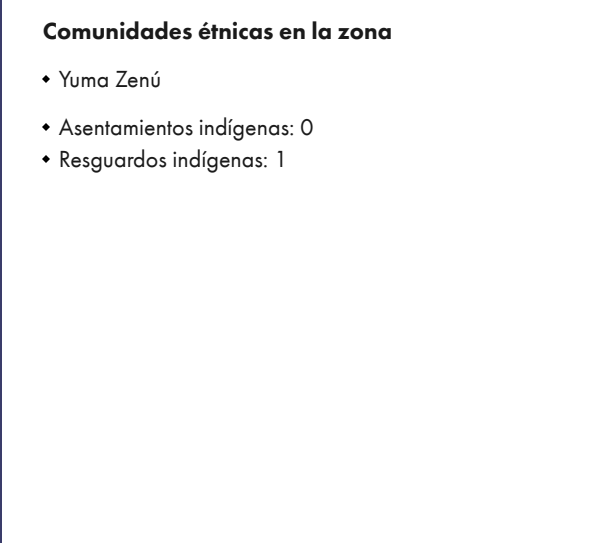 Comunidades étnicas en la zona
◆ Yuma Zenú
◆ Asentamientos indígenas: 0
◆ Resguardos indígenas: 1